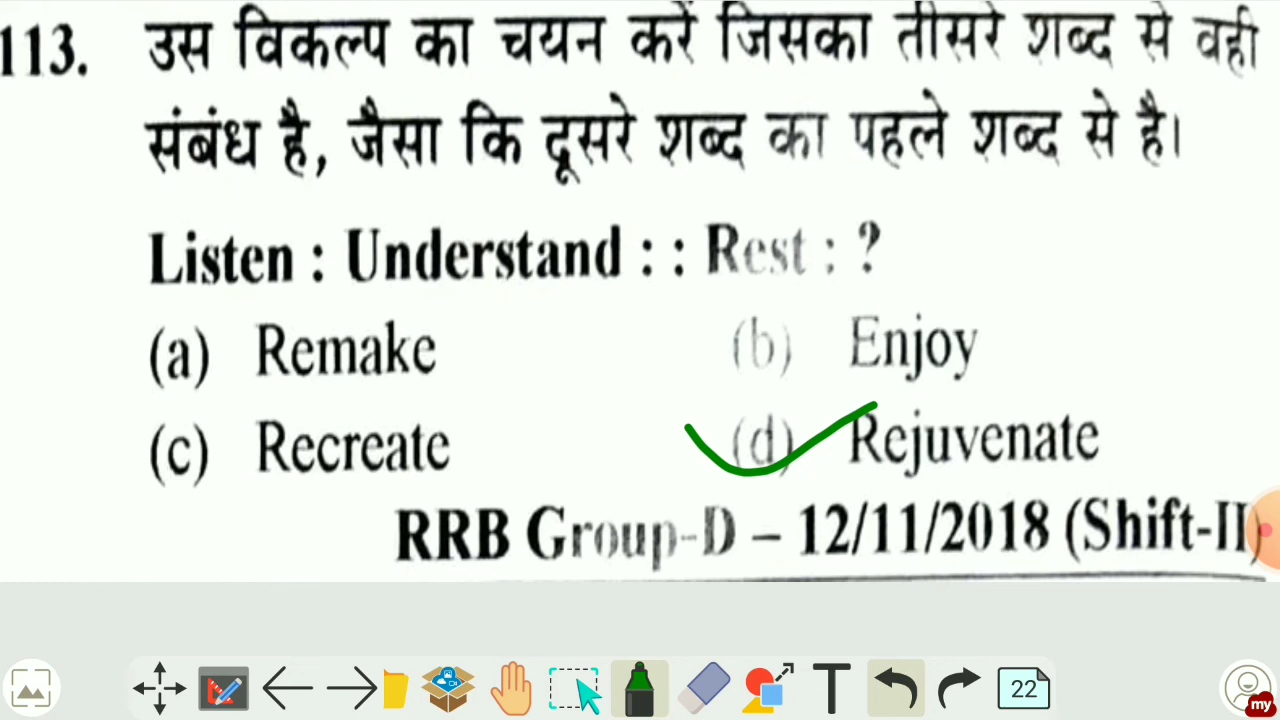 113. उस विकल्प का चयन करें जिसका तीसरे शब्द से वही
संबंध है, जैसा कि दूसरे शब्द का पहले शब्द से है।
Listen : Understand : : Rest : ?
(a) Remake (b) Enjoy
(c) Recreate (d) Rejuvenate
RRB Group-D – 12/11/2018 (Shift-II)
T 22 my